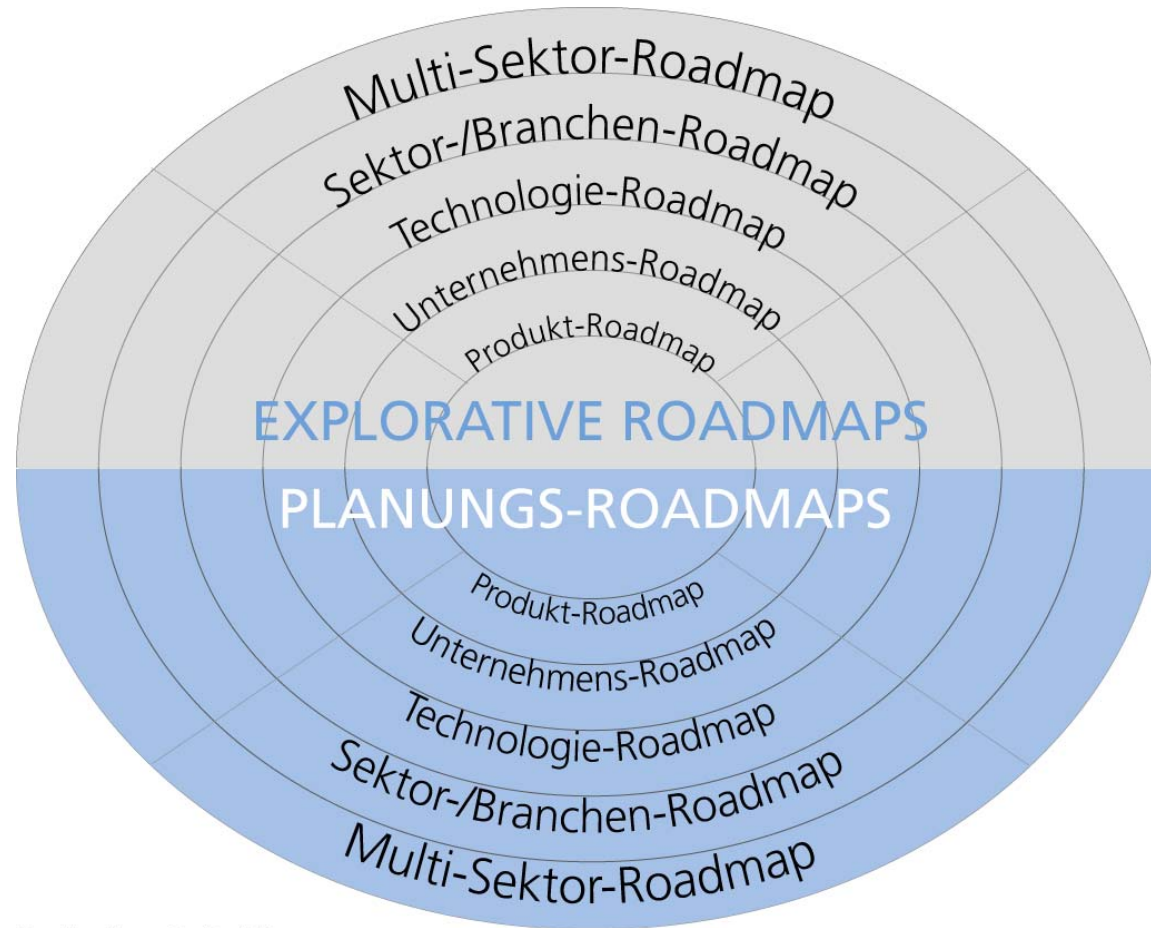 Multi-Sektor-Roadmap
Sektor-/Branchen-Roadmap
Technologie-Roadmap
Unternehmens-Roadmap
Produkt-Roadmap
EXPLORATIVE ROADMAPS
PLANUNGS-ROADMAPS
Produkt-Roadmap
Unternehmens-Roadmap
Technologie-Roadmap
Sektor-/Branchen-Roadmap
Multi-Sektor-Roadmap